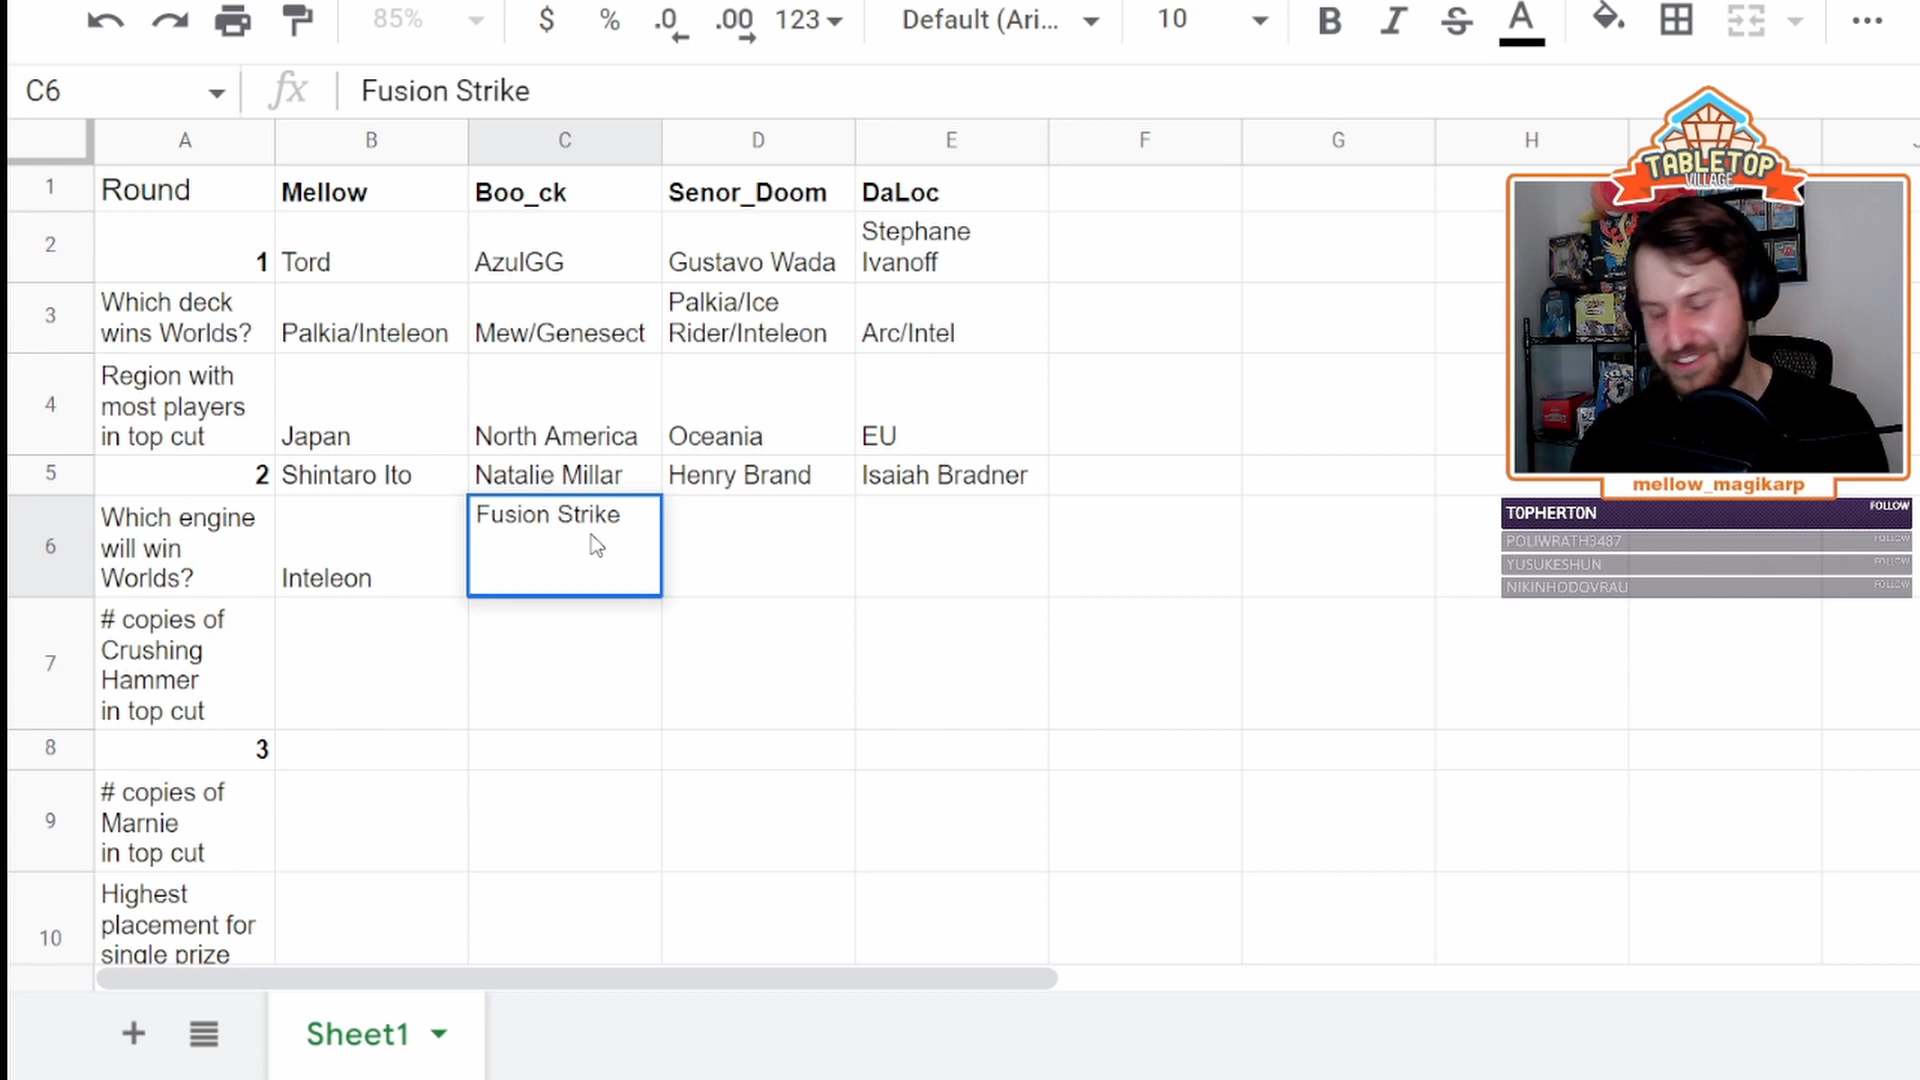 85%
$ % .0 .00 123
Default (Ari...
10
B I S A
C6
fx
Fusion Strike
A B C D E F G H
1 Round Mellow Boo_ck Senor_Doom DaLoc
2 1 Tord AzulGG Gustavo Wada Stephane
Ivanoff
3 Which deck
wins Worlds? Palkia/Inteleon Mew/Genesect Palkia/Ice
Rider/Inteleon Arc/Intel
4 Region with
most players
in top cut Japan North America Oceania EU
5 2 Shintaro Ito Natalie Millar Henry Brand Isaiah Bradner
6 Which engine
will win
Worlds? Inteleon Fusion Strike
7 # copies of
Crushing
Hammer
in top cut
8 3
9 # copies of
Marnie
in top cut
10 Highest
placement for
single prize
Sheet1
TABLETOP
VILLAGE
mellow_magikarp
T0PHERT0N FOLLOW
POLIWRATH3487 FOLLOW
YUSUKESHUN FOLLOW
NIKINHODOVRAU FOLLOW